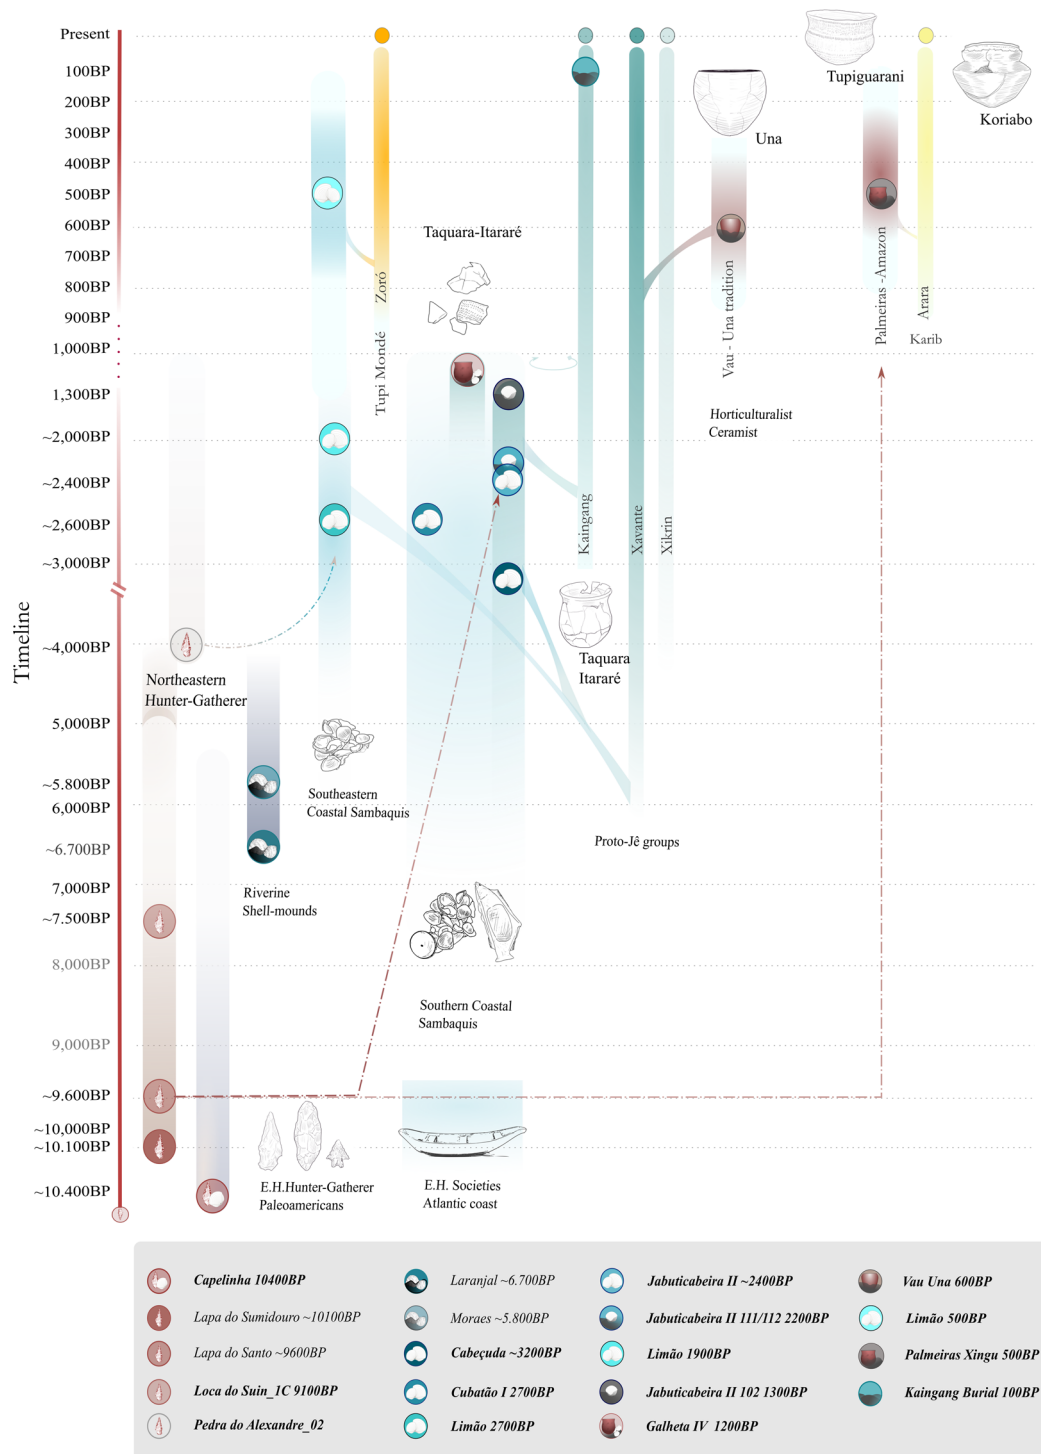 Present
100BP
200BP
300BP
400BP
500BP
600BP
700BP
800BP
900BP
1,000BP
1,300BP
~2,000BP
~2,400BP
~2,600BP
~3,000BP
~4,000BP
5,000BP
~5.800BP
6,000BP
~6.700BP
7,000BP
~7.500BP
8,000BP
9,000BP
~9.600BP
~10,000BP
~10.100BP
~10.400BP
Timeline
Tupiguarani
Koriabo
Una
Taquara-Itararé
Tupi Mondé
Zoró
Kaingang
Xavante
Xikrin
Vau - Una tradition
Palmeiras -Amazon
Arara
Karib
Horticulturalist
Ceramist
Taquara
Itararé
Northeastern
Hunter-Gatherer
Southeastern
Coastal Sambaquis
Proto-Jê groups
Riverine
Shell-mounds
Southern Coastal
Sambaquis
E.H.Hunter-Gatherer
Paleoamericans
E.H. Societies
Atlantic coast
Capelinha 10400BP
Lapa do Sumidouro ~10100BP
Lapa do Santo ~9600BP
Loca do Suin_1C 9100BP
Pedra do Alexandre_02
Laranjal ~6.700BP
Moraes ~5.800BP
Cabeçuda ~3200BP
Cubatão I 2700BP
Limão 2700BP
Jabuticabeira II ~2400BP
Jabuticabeira II 111/112 2200BP
Limão 1900BP
Jabuticabeira II 102 1300BP
Galheta IV 1200BP
Vau Una 600BP
Limão 500BP
Palmeiras Xingu 500BP
Kaingang Burial 100BP